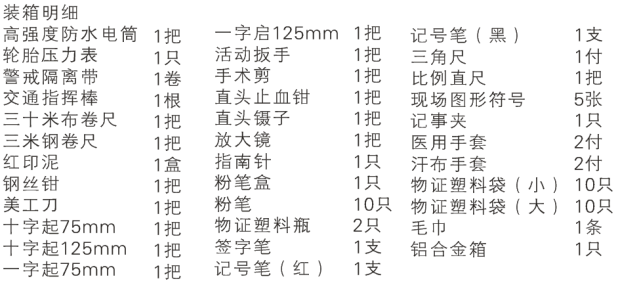 装箱明细
高强度防水电筒 1把
轮胎压力表 1只
警戒隔离带 1卷
交通指挥棒 1根
三十米布卷尺 1把
三米钢卷尺 1把
红印泥 1盒
钢丝钳 1把
美工刀 1把
十字起75mm 1把
十字起125mm 1把
一字起75mm 1把
一字启125mm 1把
活动扳手 1把
手术剪 1把
直头止血钳 1把
直头镊子 1把
放大镜 1把
指南针 1只
粉笔盒 1只
粉笔 10只
物证塑料瓶 2只
签字笔 1支
记号笔(红) 1支
记号笔(黑) 1支
三角尺 1付
比例直尺 1把
现场图形符号 5张
记事夹 1只
医用手套 2付
汗布手套 2付
物证塑料袋(小) 10只
物证塑料袋(大) 10只
毛巾 1条
铝合金箱 1只